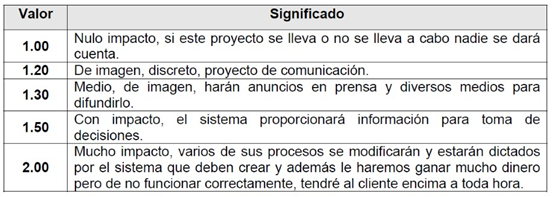 Valor Significado
1.00 Nulo impacto, si este proyecto se lleva o no se lleva a cabo nadie se dará
cuenta.
1.20 De imagen, discreto, proyecto de comunicación.
1.30 Medio, de imagen, harán anuncios en prensa y diversos medios para
difundirlo.
1.50 Con impacto, el sistema proporcionará información para toma de
decisiones.
2.00 Mucho impacto, varios de sus procesos se modificarán y estarán dictados
por el sistema que deben crear y además le haremos ganar mucho dinero
pero de no funcionar correctamente, tendré al cliente encima a toda hora.